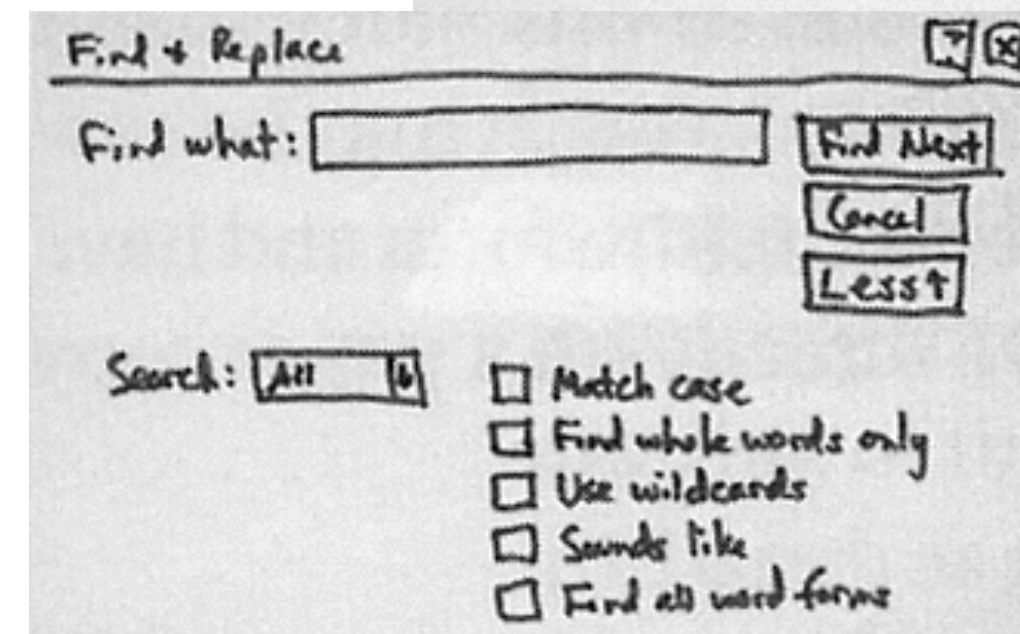 Find + Replace ?
Find what:
Find Next
Cancel
Less↑
Search: All
Match case
Find whole words only
Use wildcards
Sounds like
Find all word forms